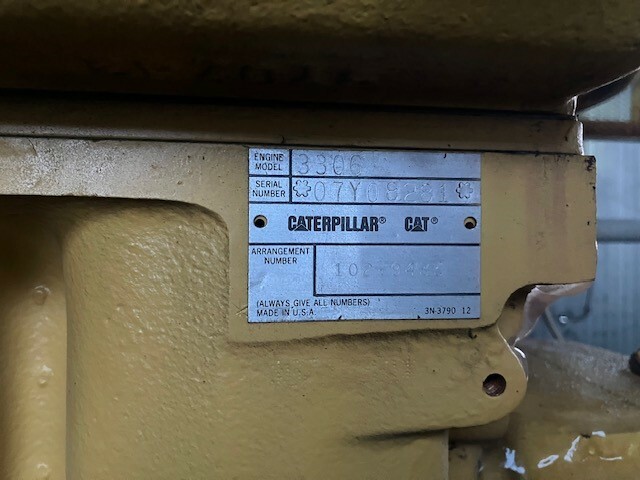 ENGINE MODEL 3306
SERIAL NUMBER
CATERPILLAR® CAT®
ARRANGEMENT NUMBER
(ALWAYS GIVE ALL NUMBERS)
MADE IN U.S.A. 3N-3790 12